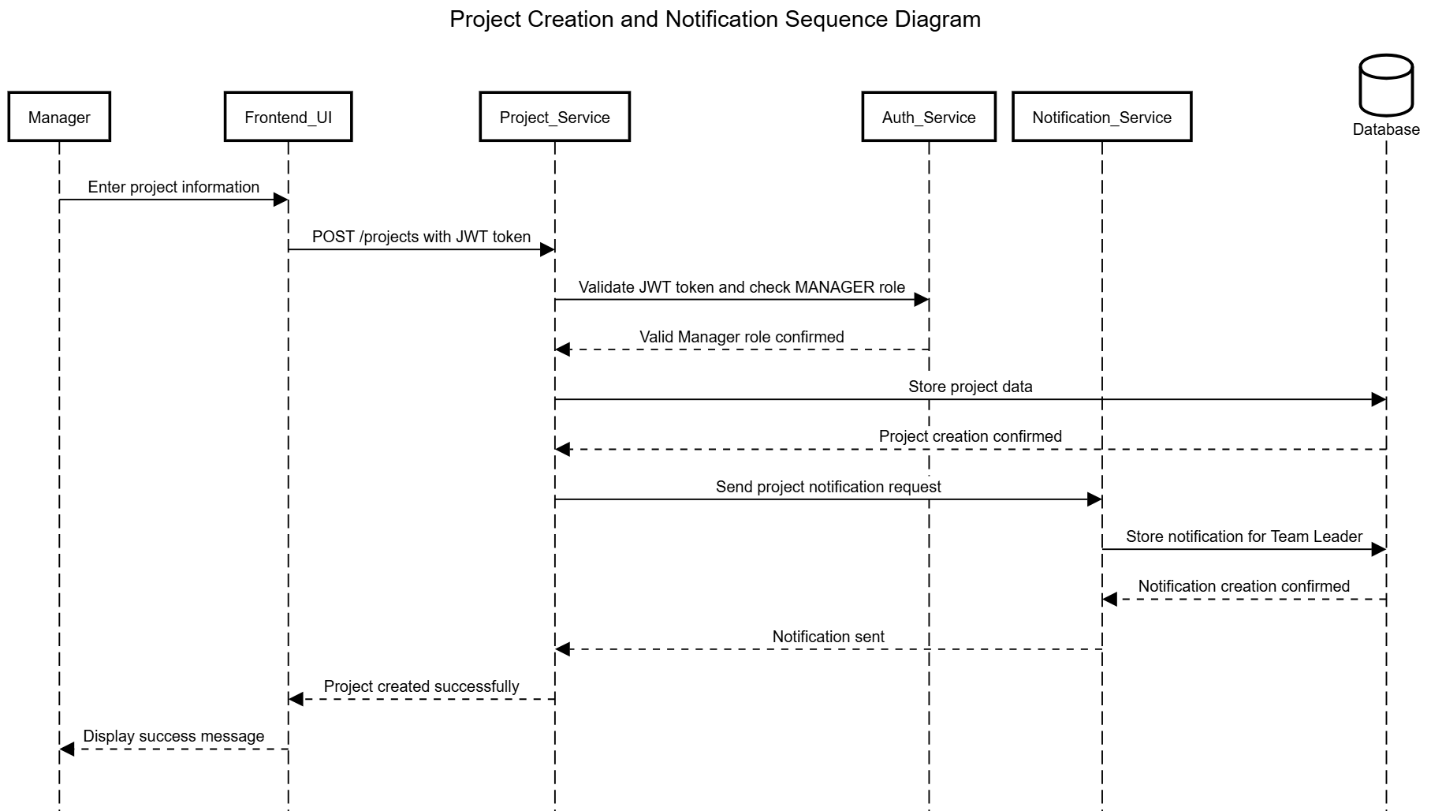 Project Creation and Notification Sequence Diagram
Manager
Frontend_UI
Project_Service
Auth_Service
Notification_Service
Database
Enter project information
POST /projects with JWT token
Validate JWT token and check MANAGER role
Valid Manager role confirmed
Store project data
Project creation confirmed
Send project notification request
Store notification for Team Leader
Notification creation confirmed
Notification sent
Project created successfully
Display success message